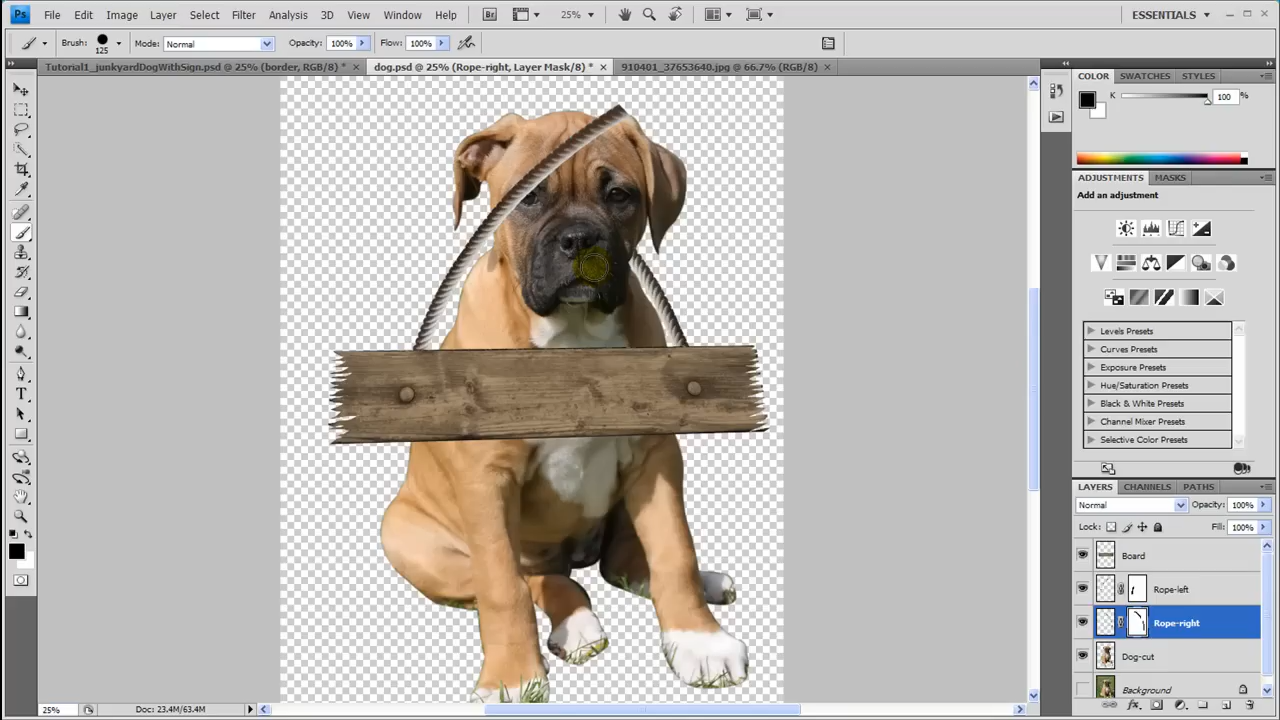 Ps File Edit Image Layer Select Filter Analysis 3D View Window Help Br 25% ESSENTIALS
Brush: 125 Mode: Normal Opacity: 100% Flow: 100%
Tutorial1_junkyardDogWithSign.psd @ 25% (border, RGB/8) * × dog.psd @ 25% (Rope-right, Layer Mask/8) * × 910401_37653640.jpg @ 66.7% (RGB/8) ×
COLOR SWATCHES STYLES
K 100 %
ADJUSTMENTS MASKS
Add an adjustment
Levels Presets
Curves Presets
Exposure Presets
Hue/Saturation Presets
Black & White Presets
Channel Mixer Presets
Selective Color Presets
LAYERS CHANNELS PATHS
Normal Opacity: 100%
Lock: Fill: 100%
Board
Rope-left
Rope-right
Dog-cut
Background
25% Doc: 23.4M/63.4M